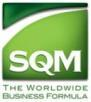 SQM
THE WORLDWIDE
BUSINESS FORMULA